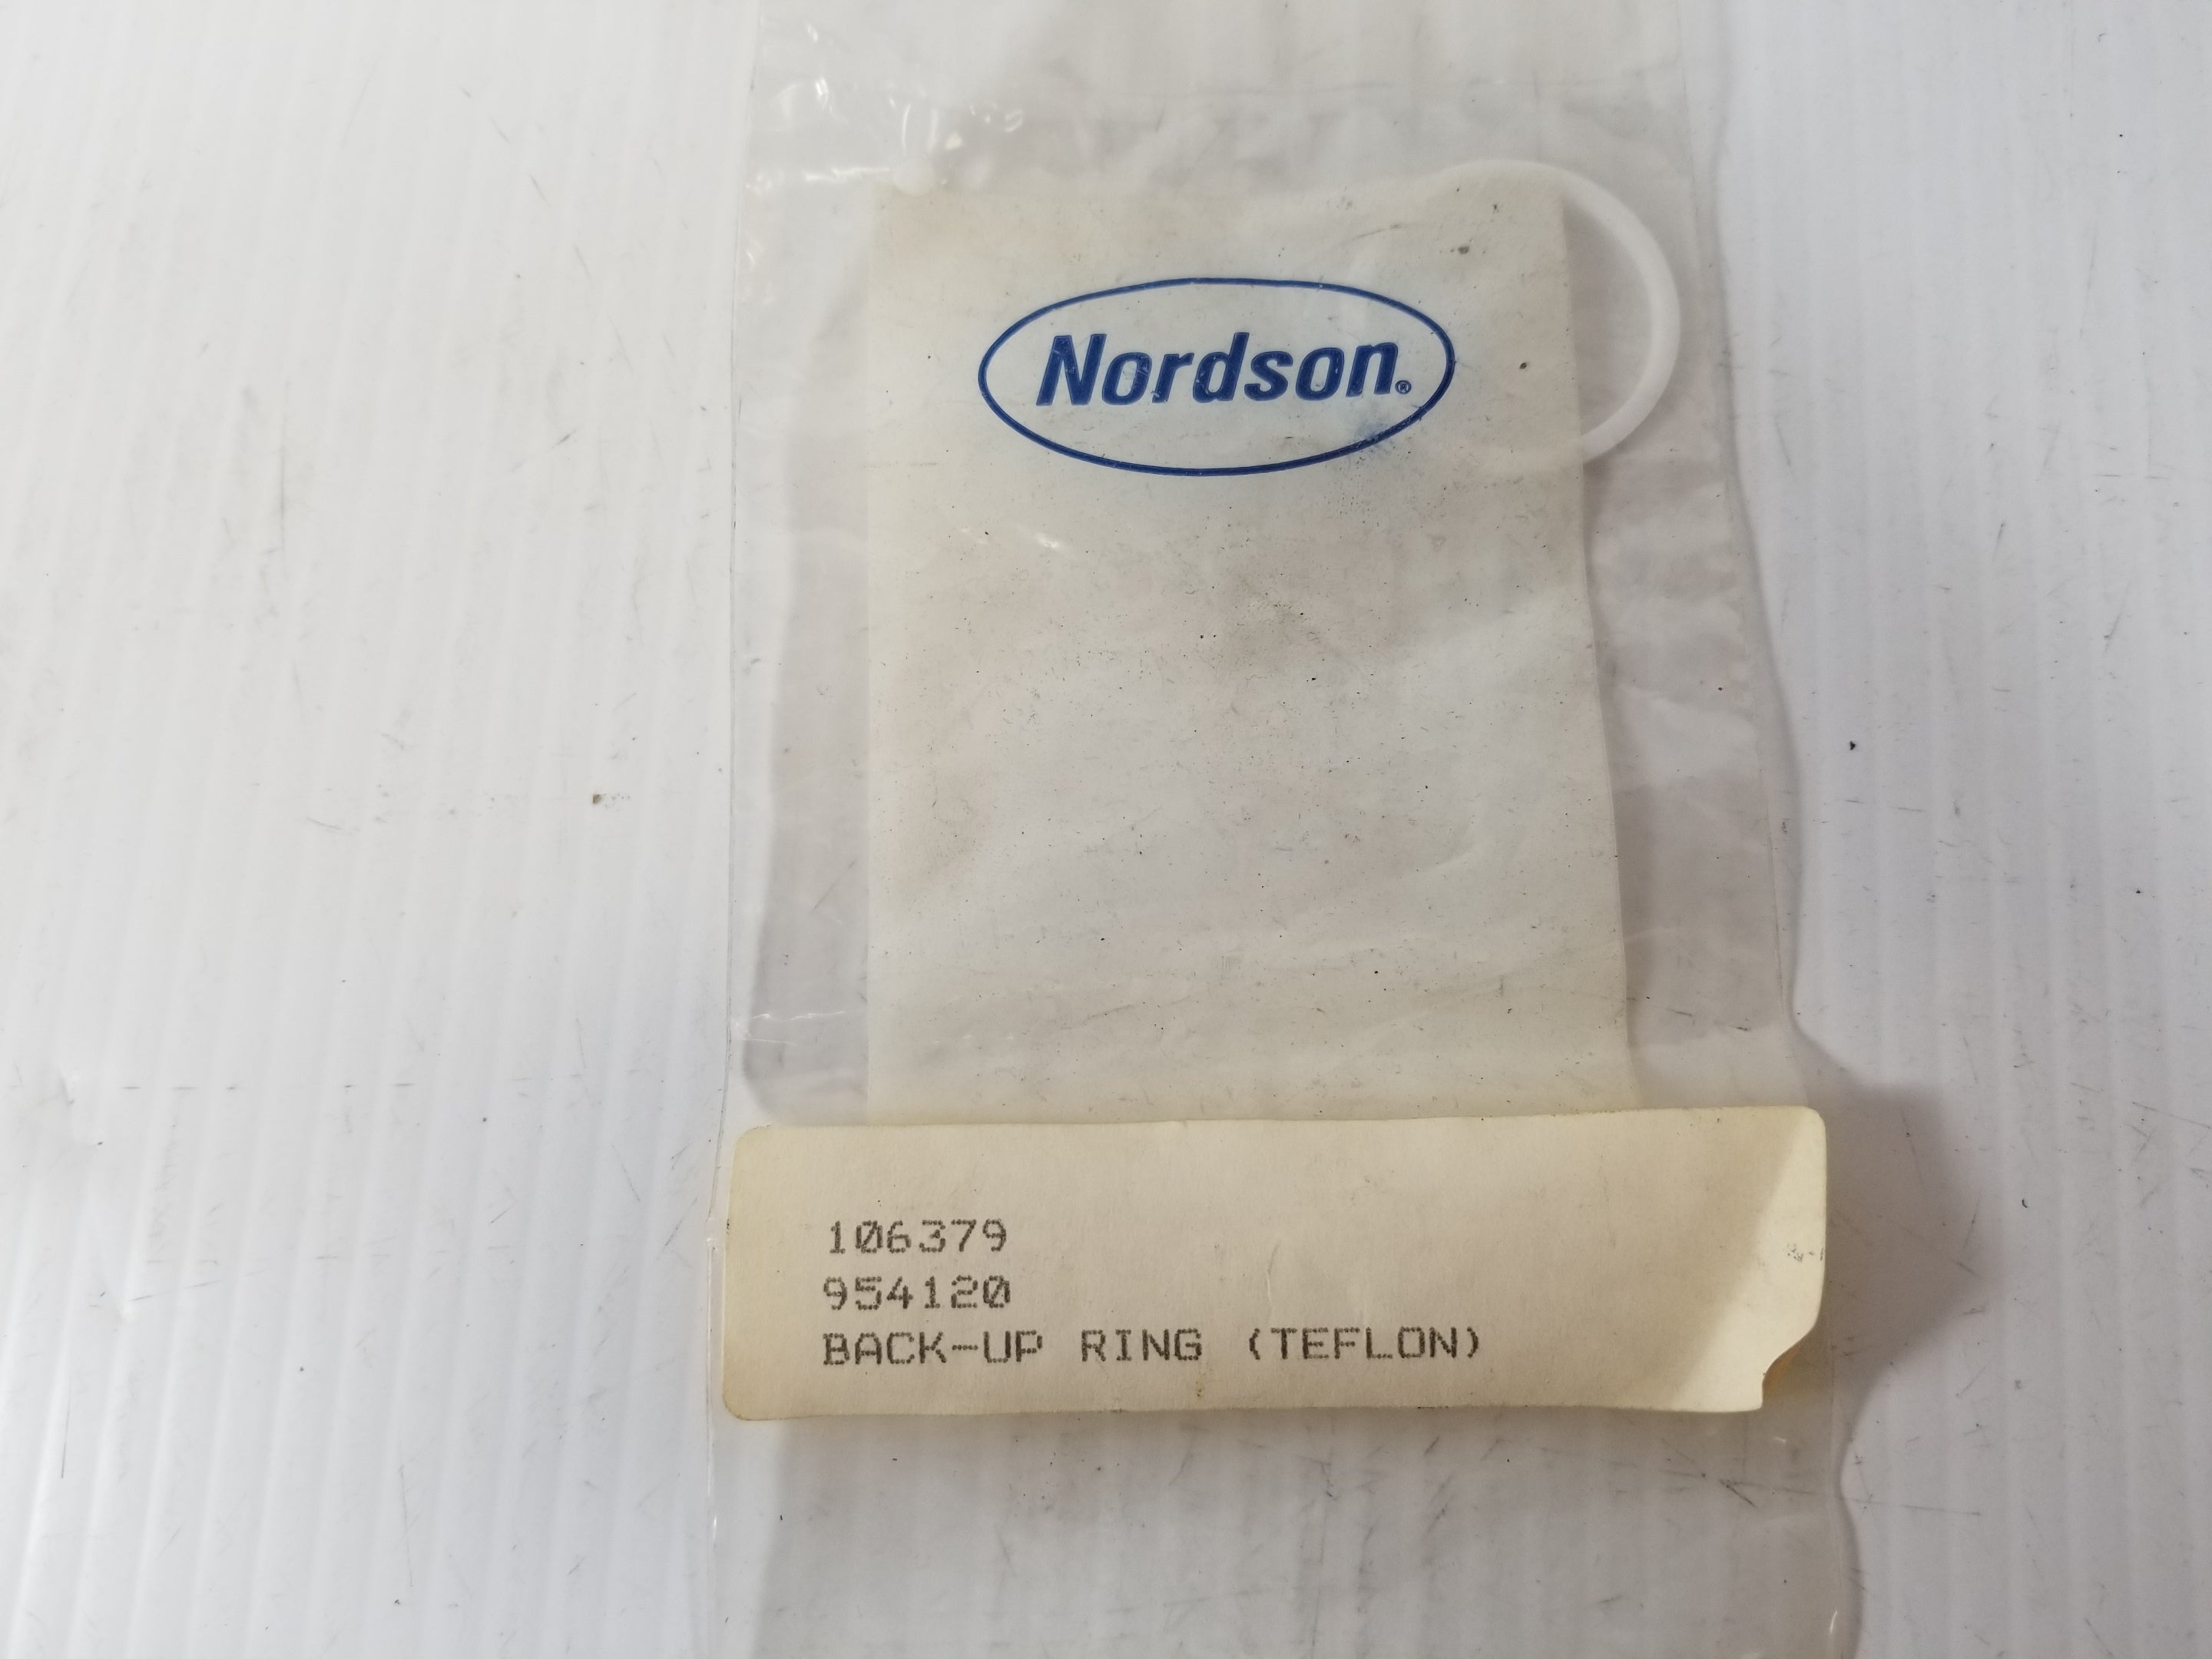 Nordson®
106379
954120
BACK-UP RING (TEFLON)